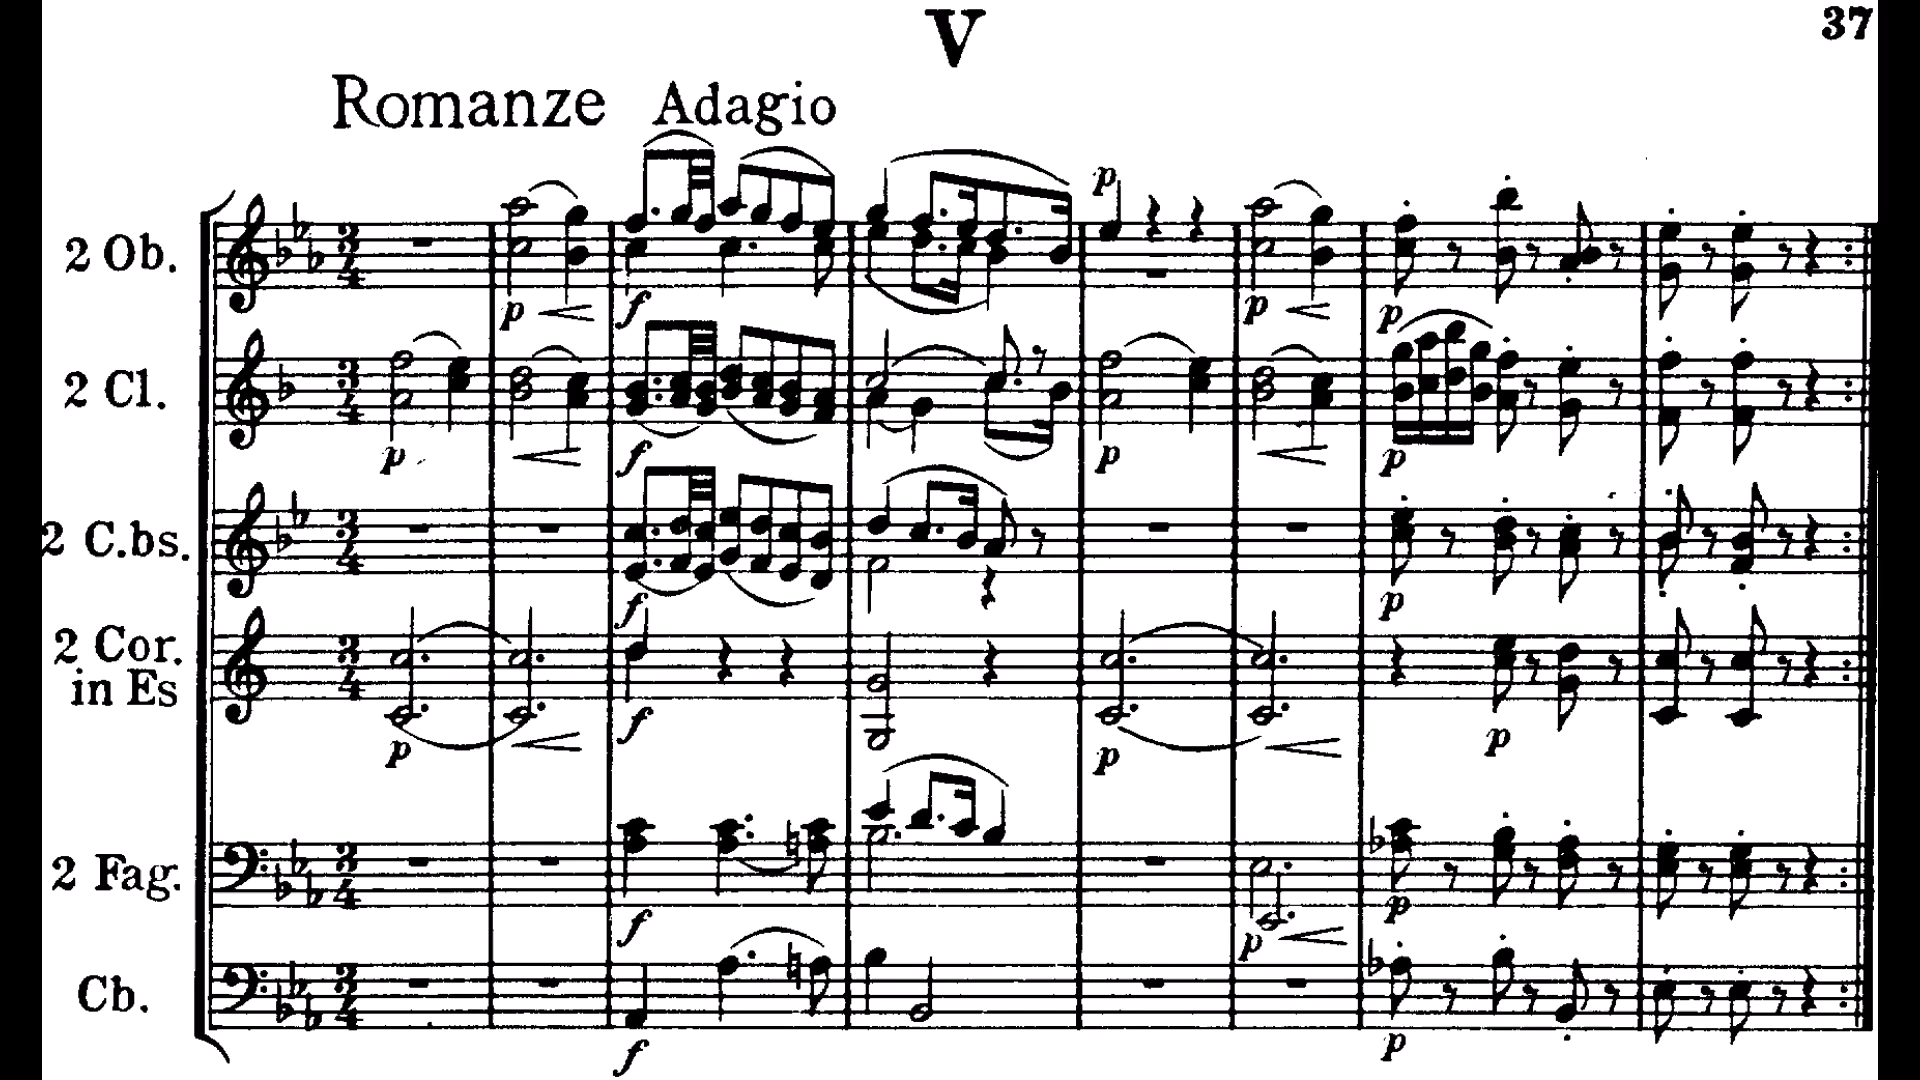 V
37
Romanze Adagio
p
2 Ob.
p f p p
2 Cl.
p f p p
2 C.bs.
f p
2 Cor.
in Es
p f p p
2 Fag.
f p p
Cb.
f p